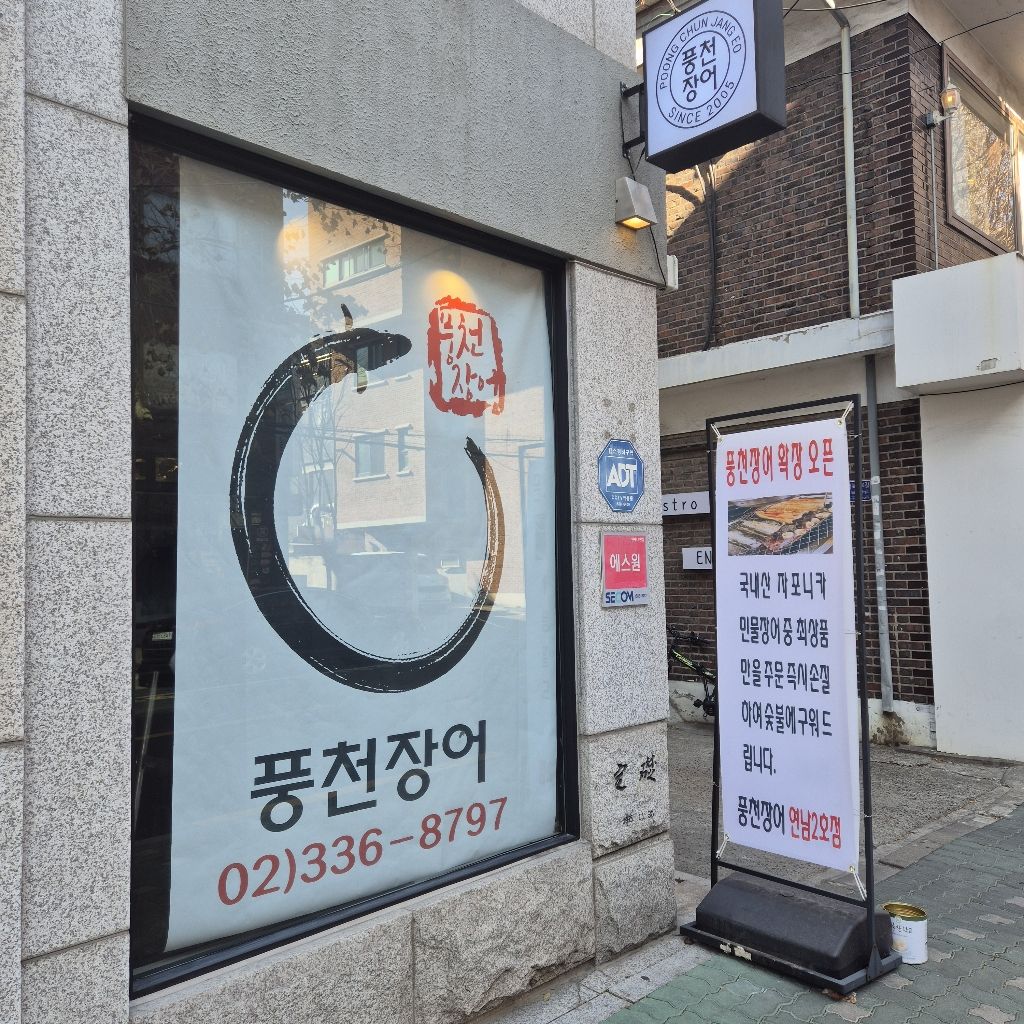 POONG CHUN JANG EO
풍천
장어
SINCE 2005
풍천
장어
풍천장어
02)336-8797
ADT
에스원
SECOM
stro
EN
풍천장어 확장 오픈
국내산 자포니카
민물장어 중 최상품
만을 주문 즉시 손질
하여 숯불에 구워 드
립니다.
풍천장어 연남2호점